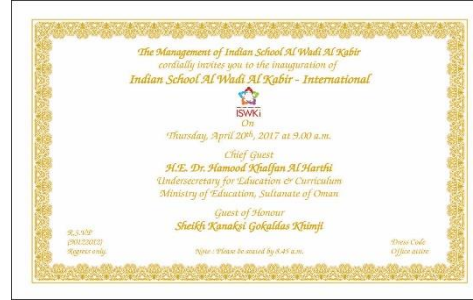 The Management of Indian School Al Wadi Al Kabir
cordially invites you to the inauguration of
Indian School Al Wadi Al Kabir - International
ISWKi
On
Thursday, April 20th, 2017 at 9.00 a.m.
Chief Guest
H.E. Dr. Hamood Khalfan Al Harthi
Undersecretary for Education & Curriculum
Ministry of Education, Sultanate of Oman
Guest of Honour
Sheikh Kanaksi Gokaldas Khimji
R.S.V.P
Regrets only.
Note : Please be seated by 8.45 a.m.
Dress Code
Office attire